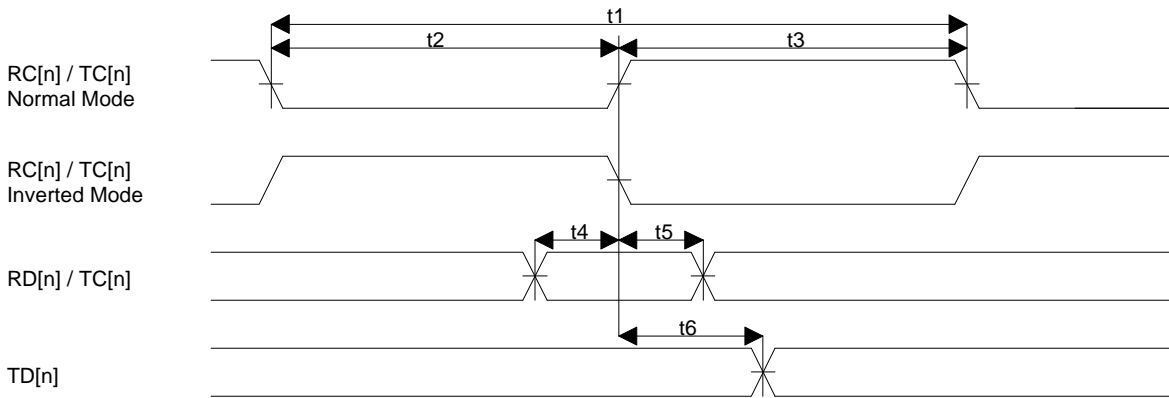 t1
t2
t3
RC[n] / TC[n]
Normal Mode
RC[n] / TC[n]
Inverted Mode
t4
t5
RD[n] / TC[n]
t6
TD[n]